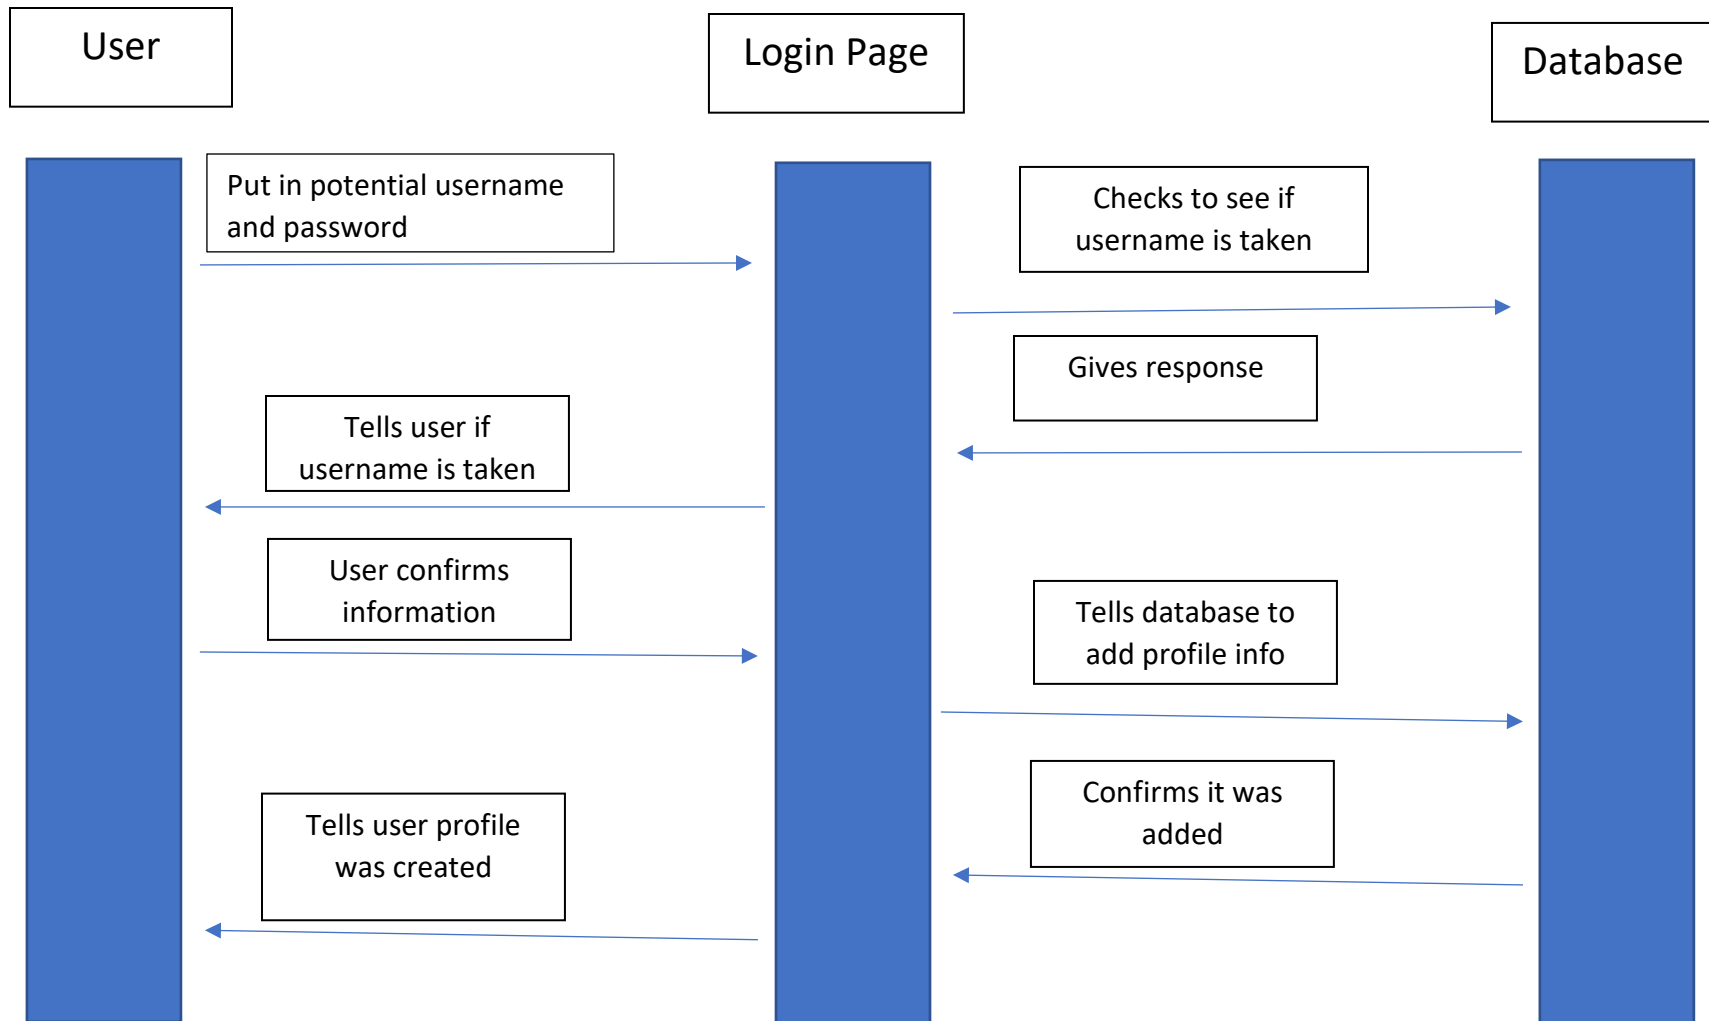 User
Login Page
Database
Put in potential username
and password
Checks to see if
username is taken
Gives response
Tells user if
username is taken
User confirms
information
Tells database to
add profile info
Confirms it was
added
Tells user profile
was created